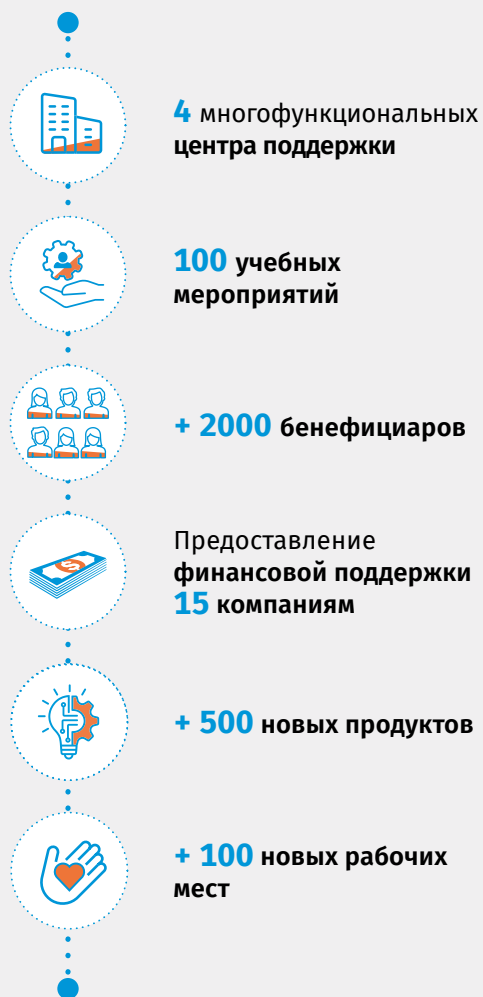 4 многофункциональных
центра поддержки
100 учебных
мероприятий
+ 2000 бенефициаров
Предоставление
финансовой поддержки
15 компаниям
+ 500 новых продуктов
+ 100 новых рабочих
мест